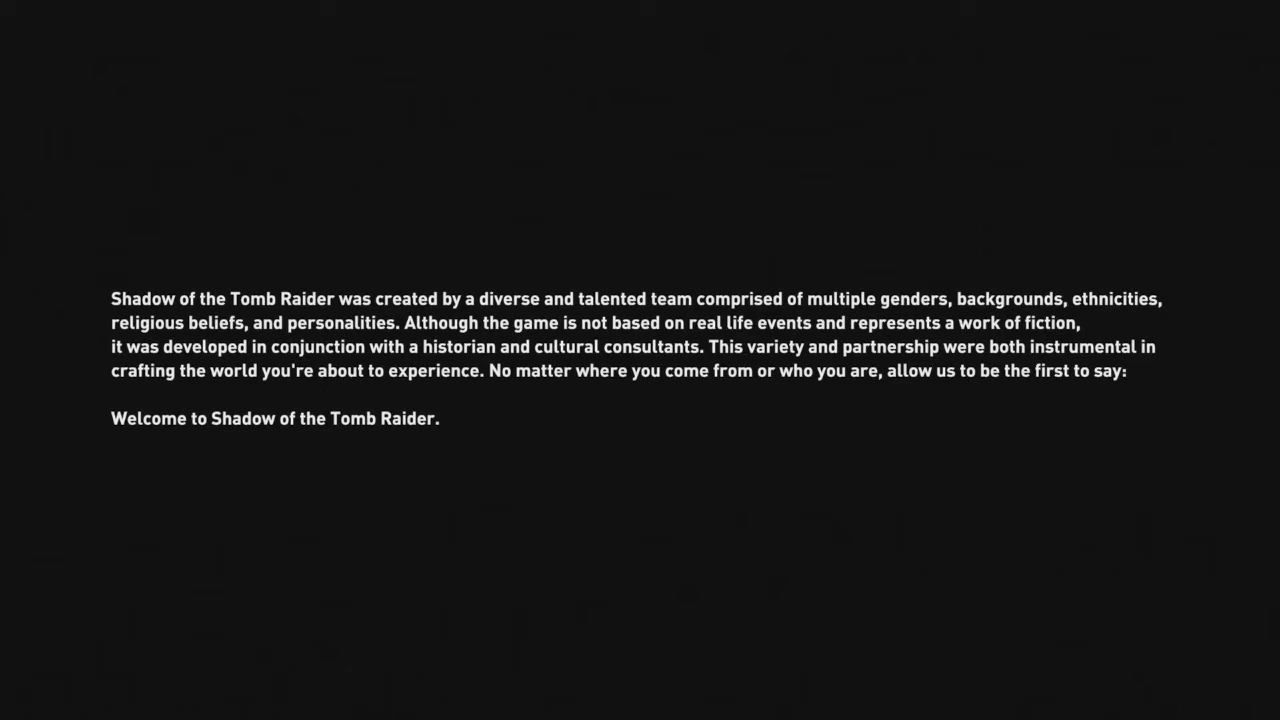 Shadow of the Tomb Raider was created by a diverse and talented team comprised of multiple genders, backgrounds, ethnicities,
religious beliefs, and personalities. Although the game is not based on real life events and represents a work of fiction,
it was developed in conjunction with a historian and cultural consultants. This variety and partnership were both instrumental in
crafting the world you're about to experience. No matter where you come from or who you are, allow us to be the first to say:
Welcome to Shadow of the Tomb Raider.